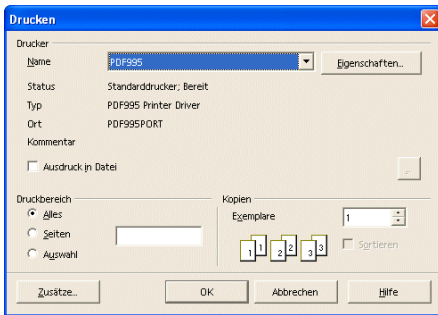 Drucken
Drucker
Name PDF995 Eigenschaften...
Status Standarddrucker; Bereit
Typ PDF995 Printer Driver
Ort PDF995PORT
Kommentar
Ausdruck in Datei ...
Druckbereich Kopien
Alles Exemplare 1
Seiten
1 1 2 2 3 3 Sortieren
Auswahl
Zusätze... OK Abbrechen Hilfe